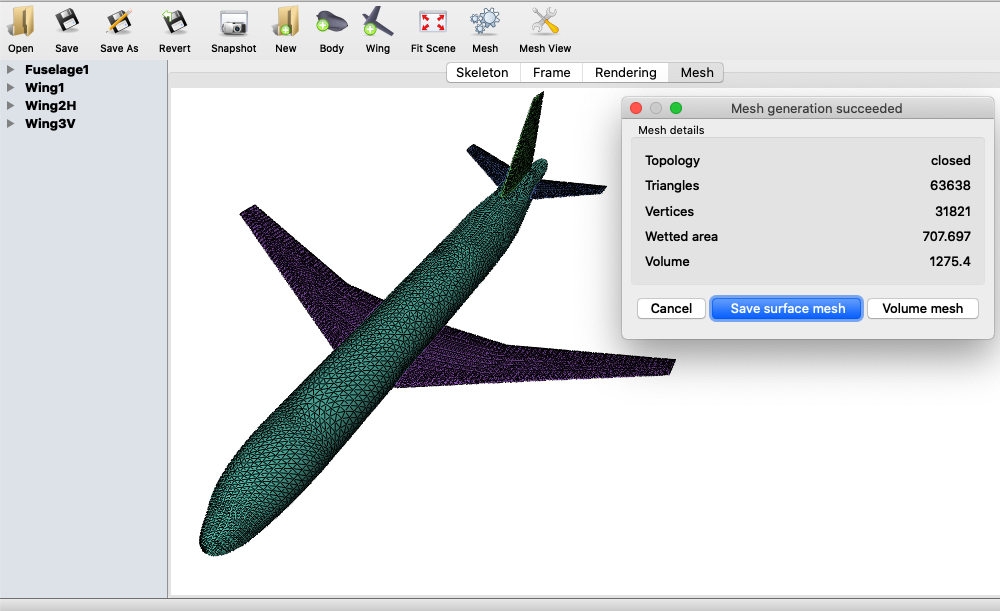 Open Save Save As Revert Snapshot New Body Wing Fit Scene Mesh Mesh View
Fuselage1
Wing1
Wing2H
Wing3V
Skeleton Frame Rendering Mesh
Mesh generation succeeded
Mesh details
Topology closed
Triangles 63638
Vertices 31821
Wetted area 707.697
Volume 1275.4
Cancel Save surface mesh Volume mesh